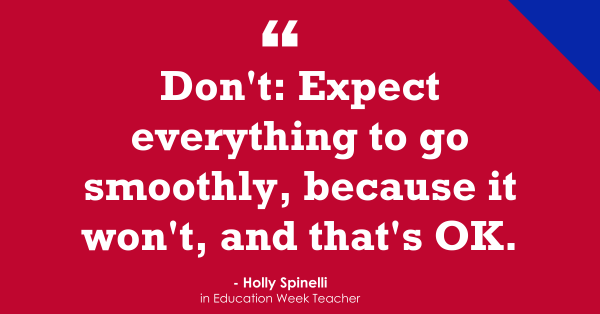 “
Don't: Expect
everything to go
smoothly, because it
won't, and that's OK.
- Holly Spinelli
in Education Week Teacher